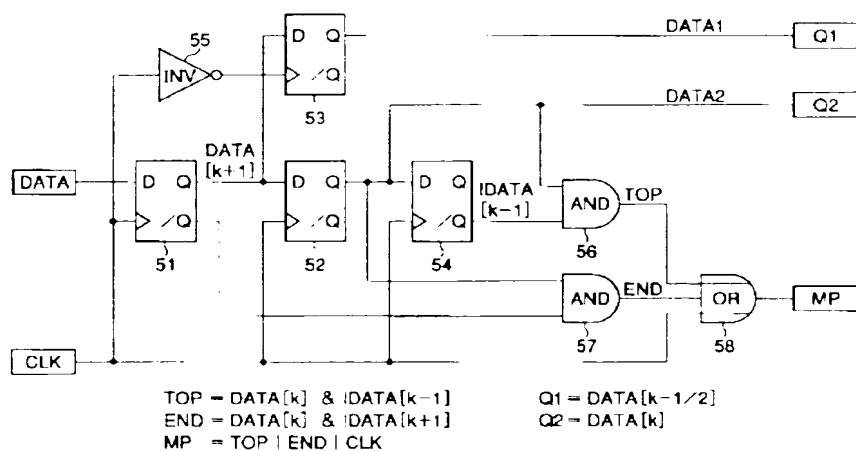 55
INV
D Q
/Q
53
DATA1
Q1
DATA2
Q2
DATA
DATA
[k+1]
D Q
/Q
51
D Q
/Q
52
D Q
/Q
54
!DATA
[k-1]
AND
56
TOP
AND
57
END
OR
58
MP
CLK
TOP = DATA[k] & !DATA[k-1]
END = DATA[k] & !DATA[k+1]
MP = TOP | END | CLK
Q1 = DATA[k-1/2]
Q2 = DATA[k]